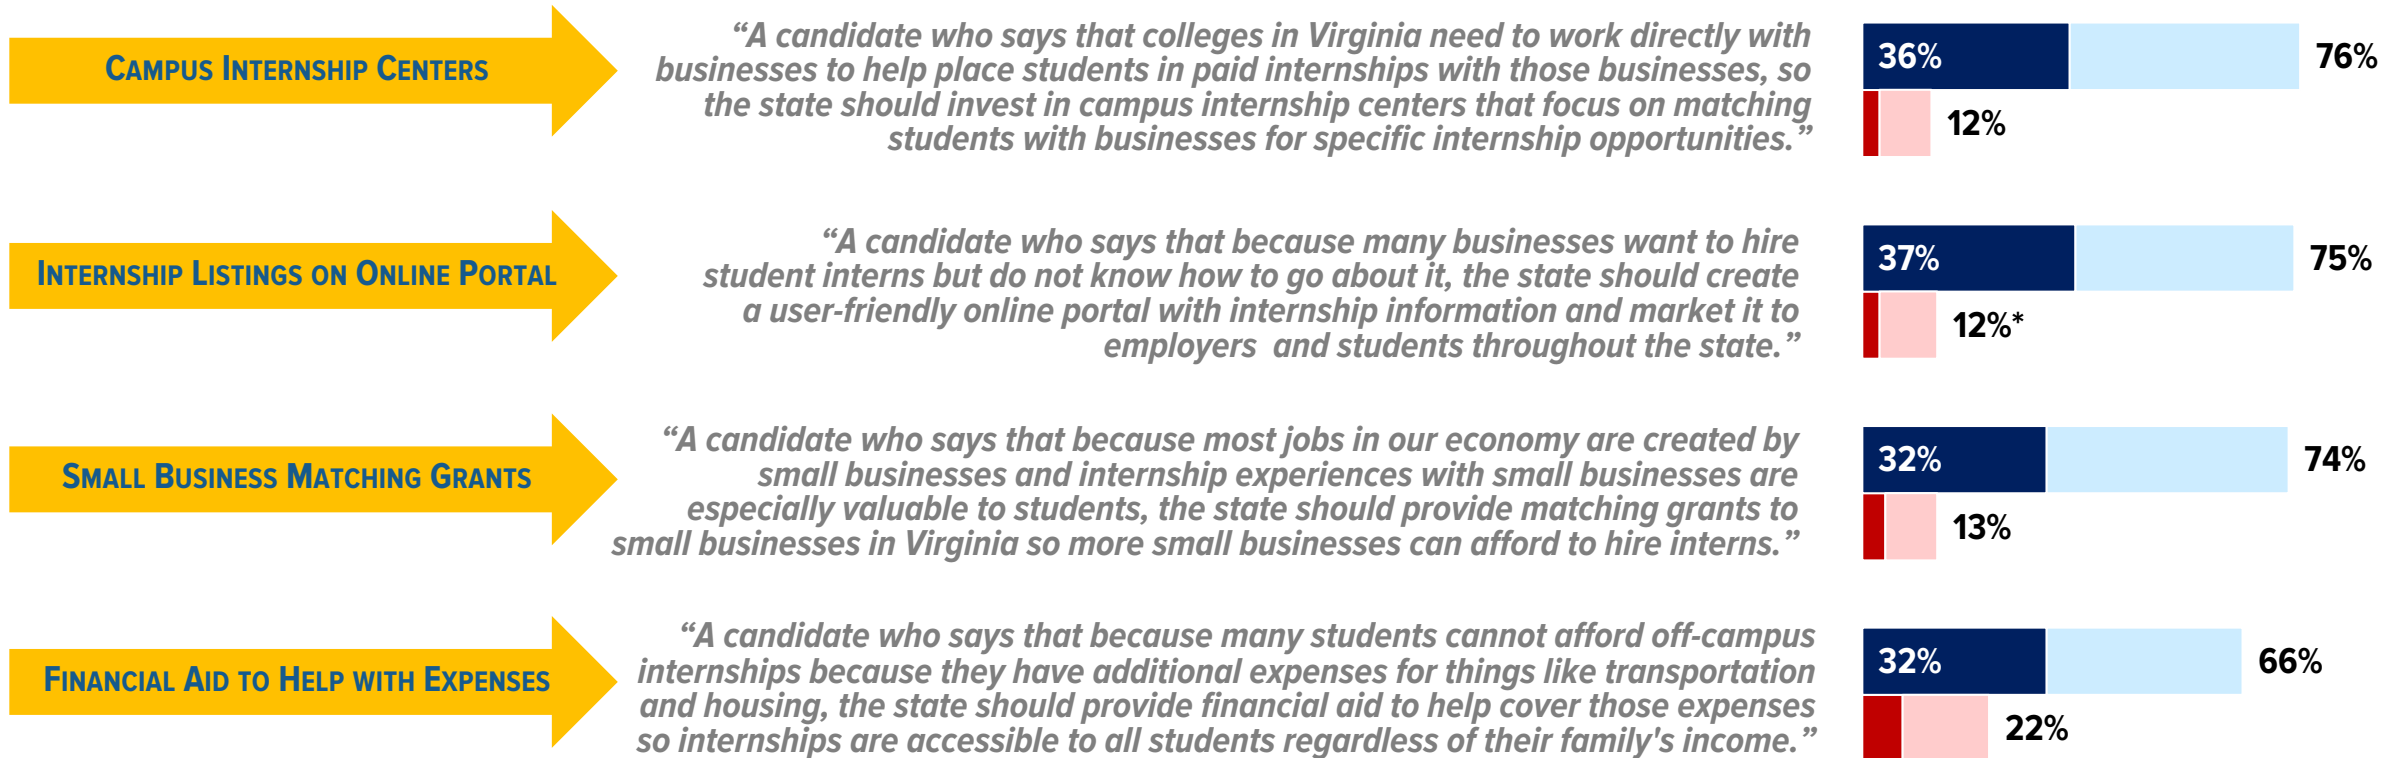 CAMPUS INTERNSHIP CENTERS
“A candidate who says that colleges in Virginia need to work directly with
businesses to help place students in paid internships with those businesses, so
the state should invest in campus internship centers that focus on matching
students with businesses for specific internship opportunities.”
36%
76%
12%
INTERNSHIP LISTINGS ON ONLINE PORTAL
“A candidate who says that because many businesses want to hire
student interns but do not know how to go about it, the state should create
a user-friendly online portal with internship information and market it to
employers  and students throughout the state.”
37%
75%
12%*
SMALL BUSINESS MATCHING GRANTS
“A candidate who says that because most jobs in our economy are created by
small businesses and internship experiences with small businesses are
especially valuable to students, the state should provide matching grants to
small businesses in Virginia so more small businesses can afford to hire interns.”
32%
74%
13%
FINANCIAL AID TO HELP WITH EXPENSES
“A candidate who says that because many students cannot afford off-campus
internships because they have additional expenses for things like transportation
and housing, the state should provide financial aid to help cover those expenses
so internships are accessible to all students regardless of their family's income.”
32%
66%
22%